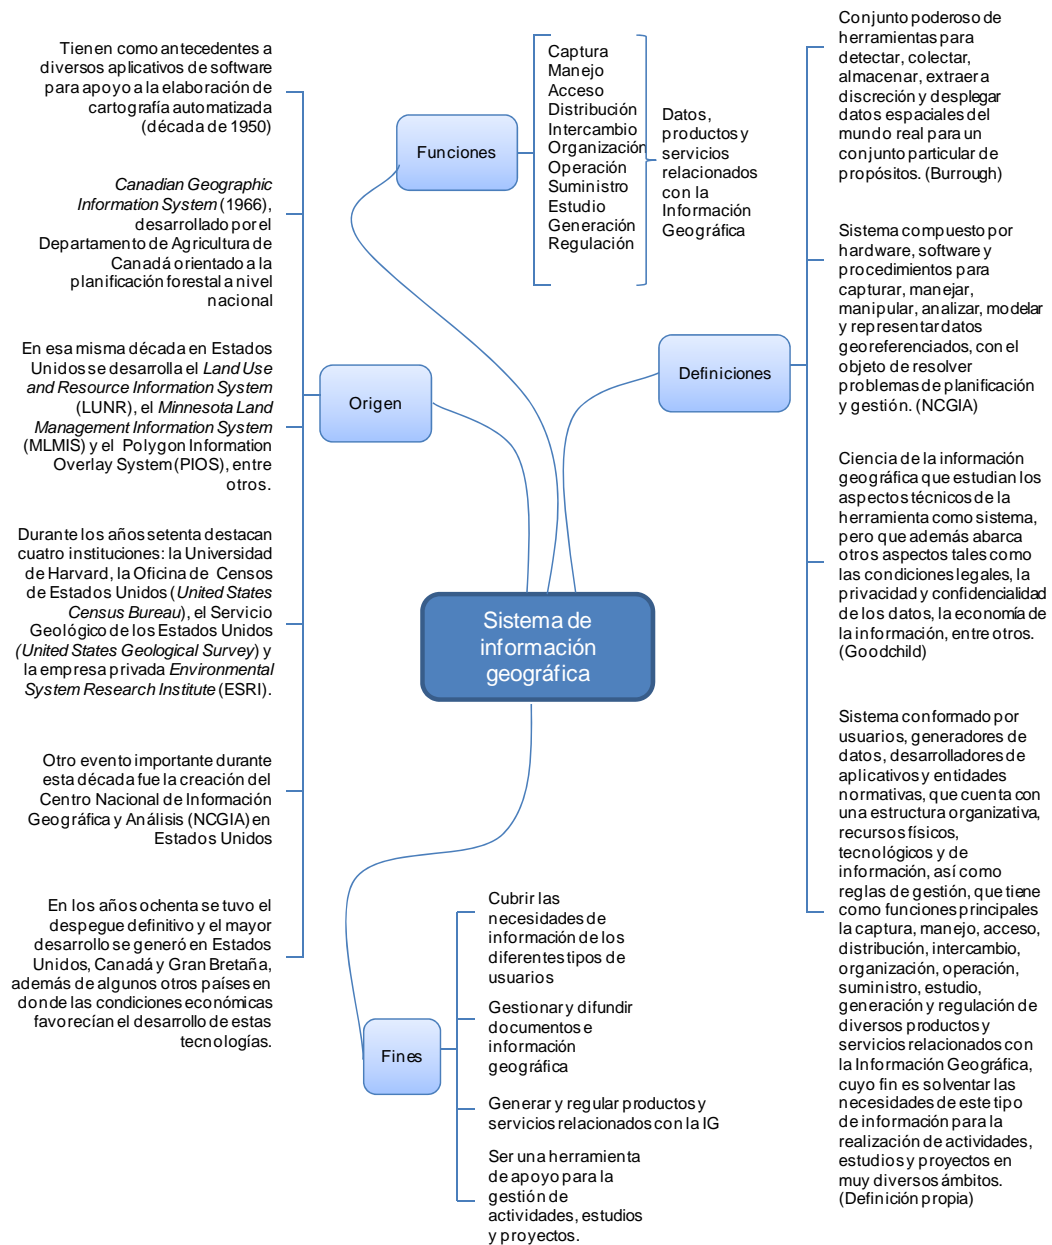 Tienen como antecedentes a
diversos aplicativos de software
para apoyo a la elaboración de
cartografía automatizada
(década de 1950)
Canadian Geographic
Information System (1966),
desarrollado por el
Departamento de Agricultura de
Canadá orientado a la
planificación forestal a nivel
nacional
En esa misma década en Estados
Unidos se desarrolla el Land Use
and Resource Information System
(LUNR), el Minnesota Land
Management Information System
(MLMIS) y el Polygon Information
Overlay System (PIOS), entre
otros.
Durante los años setenta destacan
cuatro instituciones: la Universidad
de Harvard, la Oficina de Censos
de Estados Unidos (United States
Census Bureau), el Servicio
Geológico de los Estados Unidos
(United States Geological Survey) y
la empresa privada Environmental
System Research Institute (ESRI).
Otro evento importante durante
esta década fue la creación del
Centro Nacional de Información
Geográfica y Análisis (NCGIA) en
Estados Unidos
En los años ochenta se tuvo el
despegue definitivo y el mayor
desarrollo se generó en Estados
Unidos, Canadá y Gran Bretaña,
además de algunos otros países en
donde las condiciones económicas
favorecían el desarrollo de estas
tecnologías.
Origen
Funciones
Captura
Manejo
Acceso
Distribución
Intercambio
Organización
Operación
Suministro
Estudio
Generación
Regulación
Datos,
productos y
servicios
relacionados
con la
Información
Geográfica
Sistema de
información
geográfica
Fines
Cubrir las
necesidades de
información de los
diferentes tipos de
usuarios
Gestionar y difundir
documentos e
información
geográfica
Generar y regular productos y
servicios relacionados con la IG
Ser una herramienta
de apoyo para la
gestión de
actividades, estudios
y proyectos.
Definiciones
Conjunto poderoso de
herramientas para
detectar, colectar,
almacenar, extraer a
discreción y desplegar
datos espaciales del
mundo real para un
conjunto particular de
propósitos. (Burrough)
Sistema compuesto por
hardware, software y
procedimientos para
capturar, manejar,
manipular, analizar, modelar
y representar datos
georeferenciados, con el
objeto de resolver
problemas de planificación
y gestión. (NCGIA)
Ciencia de la información
geográfica que estudian los
aspectos técnicos de la
herramienta como sistema,
pero que además abarca
otros aspectos tales como
las condiciones legales, la
privacidad y confidencialidad
de los datos, la economía de
la información, entre otros.
(Goodchild)
Sistema conformado por
usuarios, generadores de
datos, desarrolladores de
aplicativos y entidades
normativas, que cuenta con
una estructura organizativa,
recursos físicos,
tecnológicos y de
información, así como
reglas de gestión, que tiene
como funciones principales
la captura, manejo, acceso,
distribución, intercambio,
organización, operación,
suministro, estudio,
generación y regulación de
diversos productos y
servicios relacionados con
la Información Geográfica,
cuyo fin es solventar las
necesidades de este tipo
de información para la
realización de actividades,
estudios y proyectos en
muy diversos ámbitos.
(Definición propia)